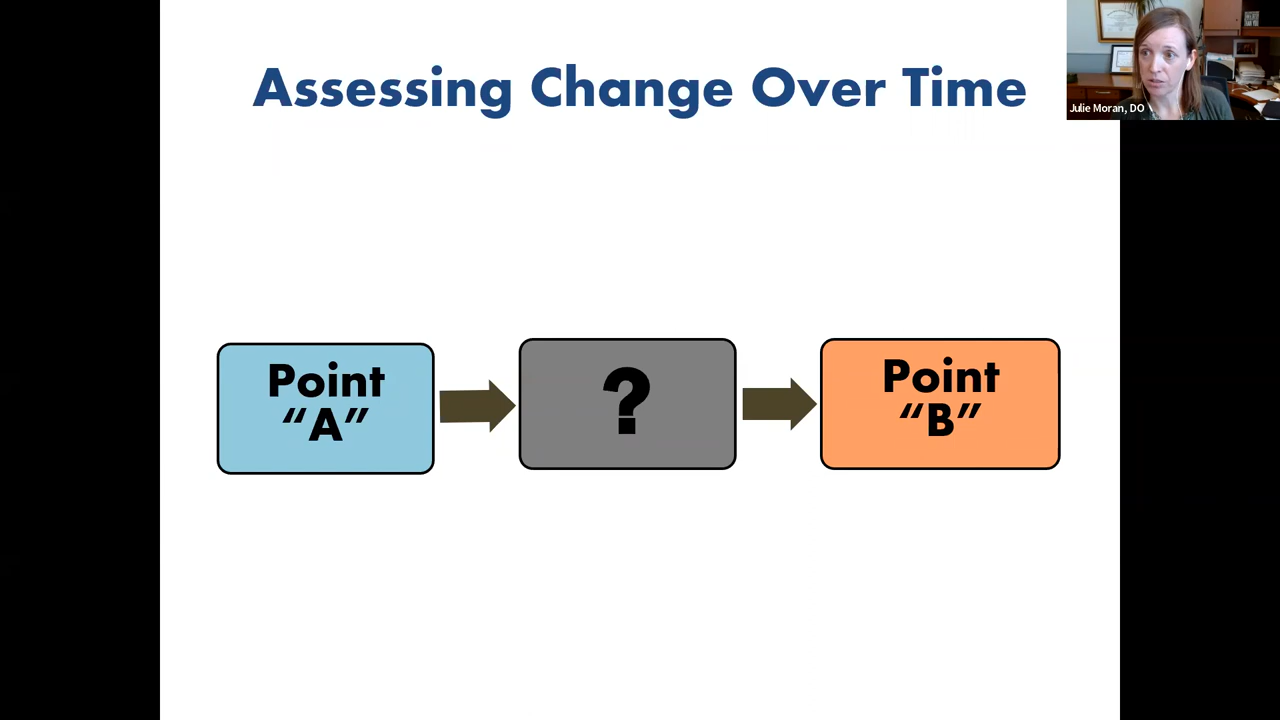 Assessing Change Over Time
Julie Moran, DO
Point
“A”
?
Point
“B”